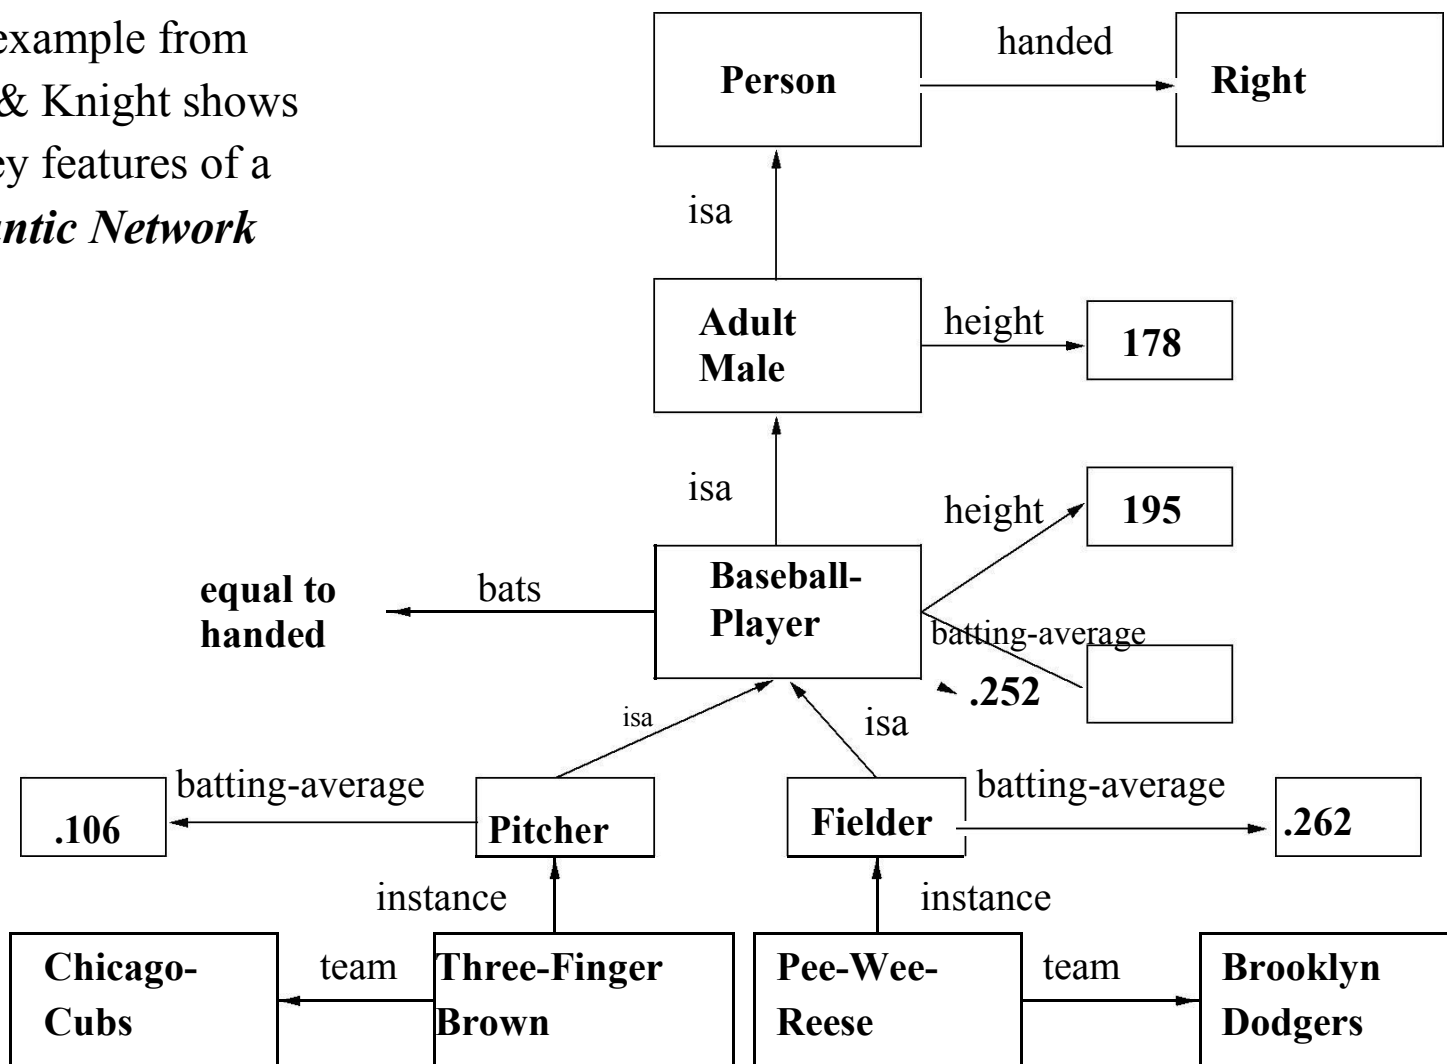 example from
& Knight shows
ey features of a
antic Network
Person
handed
Right
isa
Adult
Male
height
178
isa
height
195
equal to
handed
bats
Baseball-
Player
batting-average
.252
isa
isa
.106
batting-average
Pitcher
Fielder
batting-average
.262
instance
instance
Chicago-
Cubs
team
Three-Finger
Brown
Pee-Wee-
Reese
team
Brooklyn
Dodgers